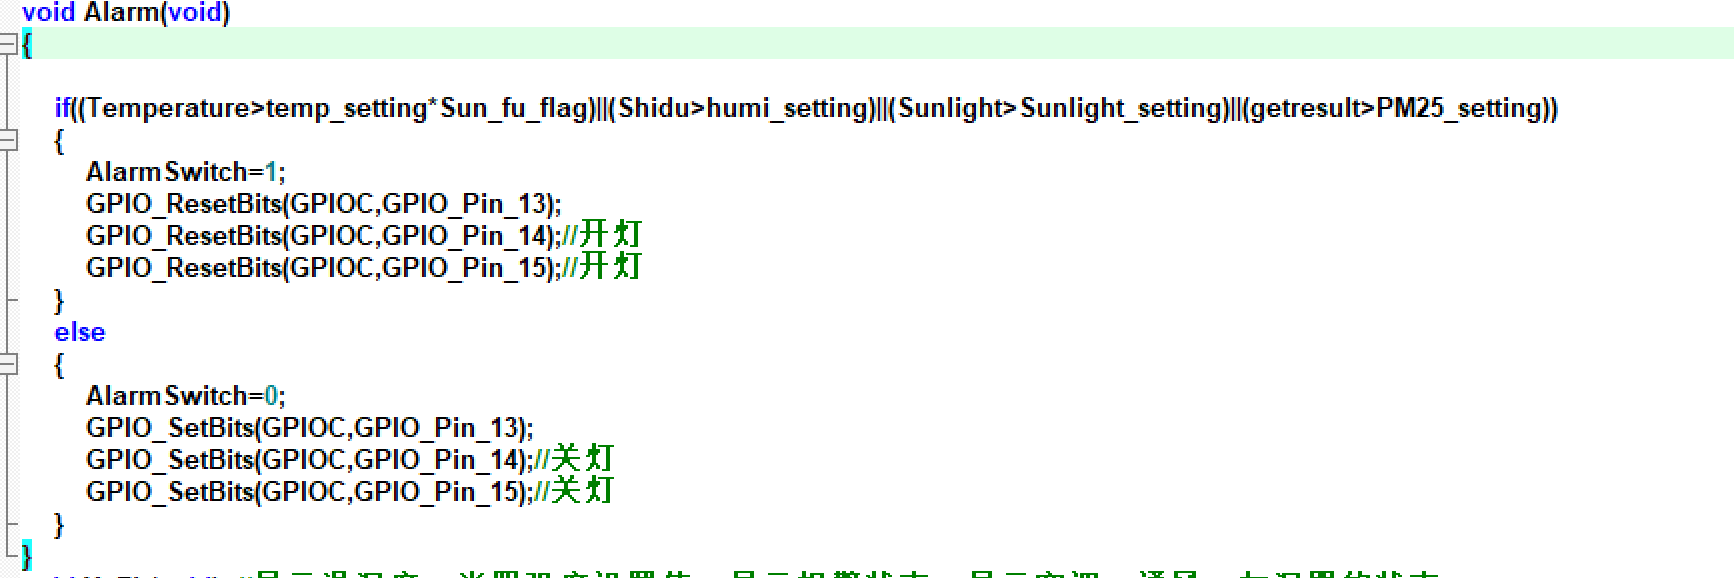 void Alarm(void)
{
if((Temperature>temp_setting*Sun_fu_flag)||(Shidu>humi_setting)||(Sunlight>Sunlight_setting)||(getresult>PM25_setting))
{
AlarmSwitch=1;
GPIO_ResetBits(GPIOC,GPIO_Pin_13);
GPIO_ResetBits(GPIOC,GPIO_Pin_14);//开灯
GPIO_ResetBits(GPIOC,GPIO_Pin_15);//开灯
}
else
{
AlarmSwitch=0;
GPIO_SetBits(GPIOC,GPIO_Pin_13);
GPIO_SetBits(GPIOC,GPIO_Pin_14);//关灯
GPIO_SetBits(GPIOC,GPIO_Pin_15);//关灯
}
}